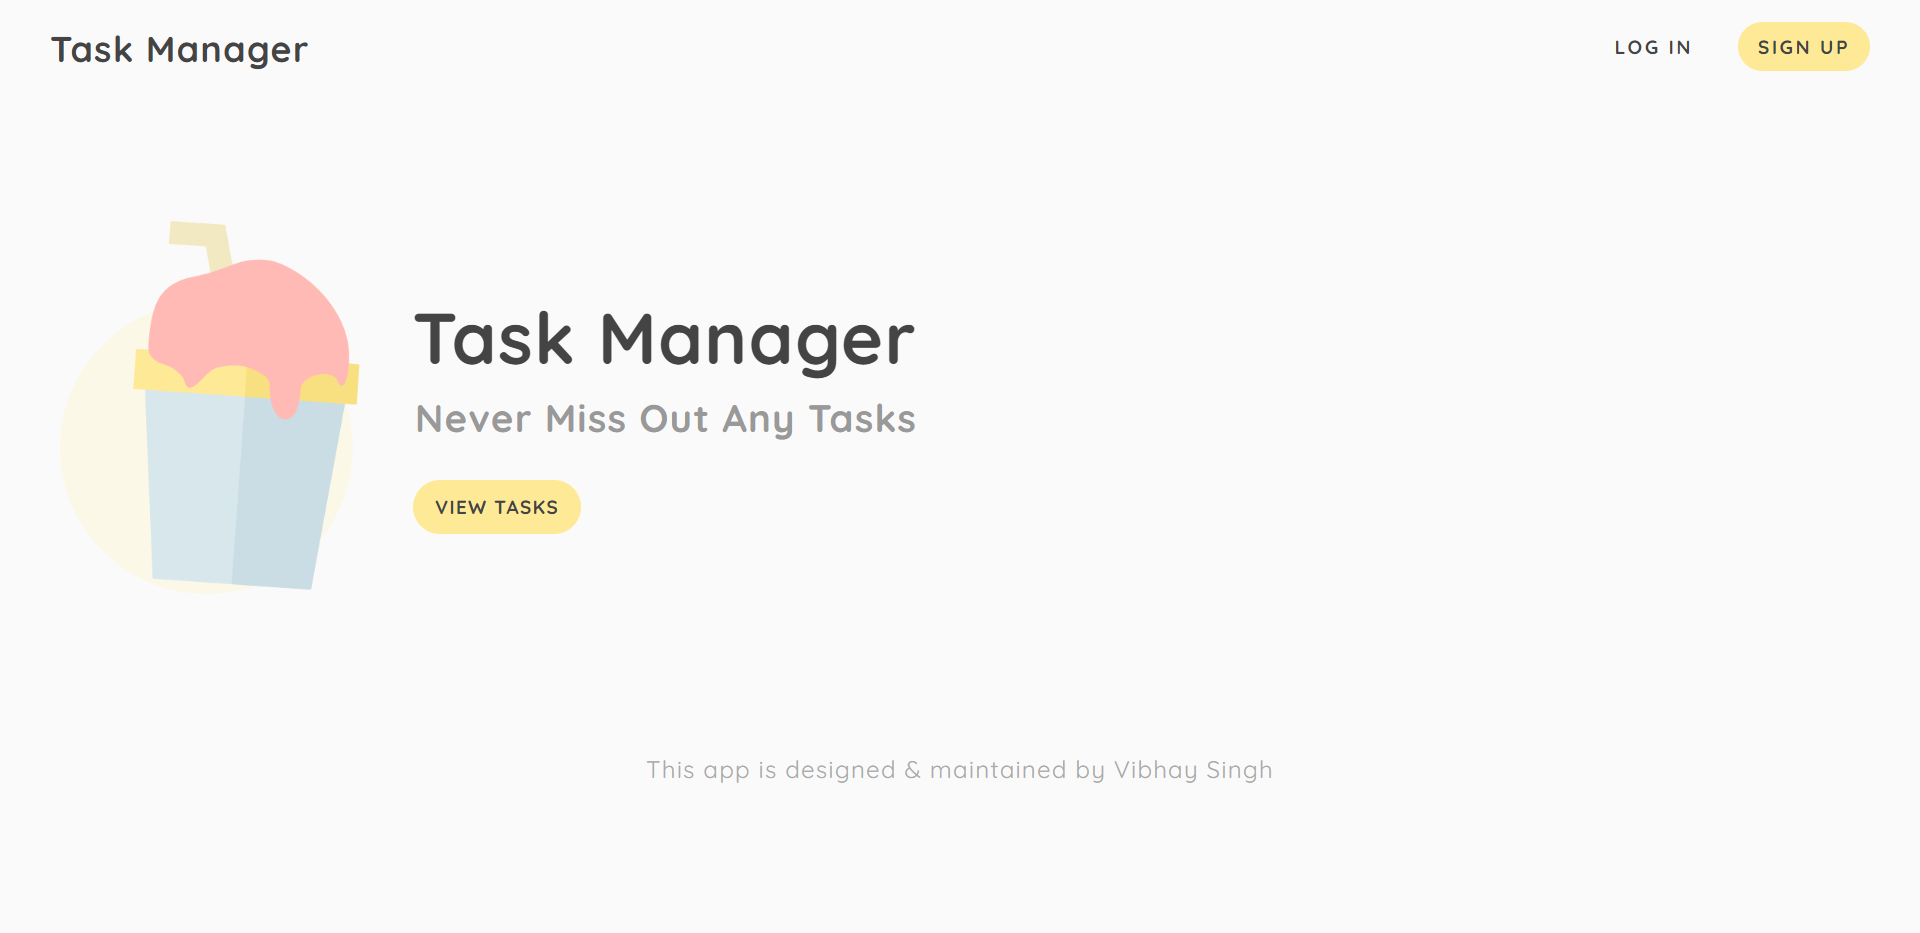 Task Manager
LOG IN
SIGN UP
Task Manager
Never Miss Out Any Tasks
VIEW TASKS
This app is designed & maintained by Vibhay Singh